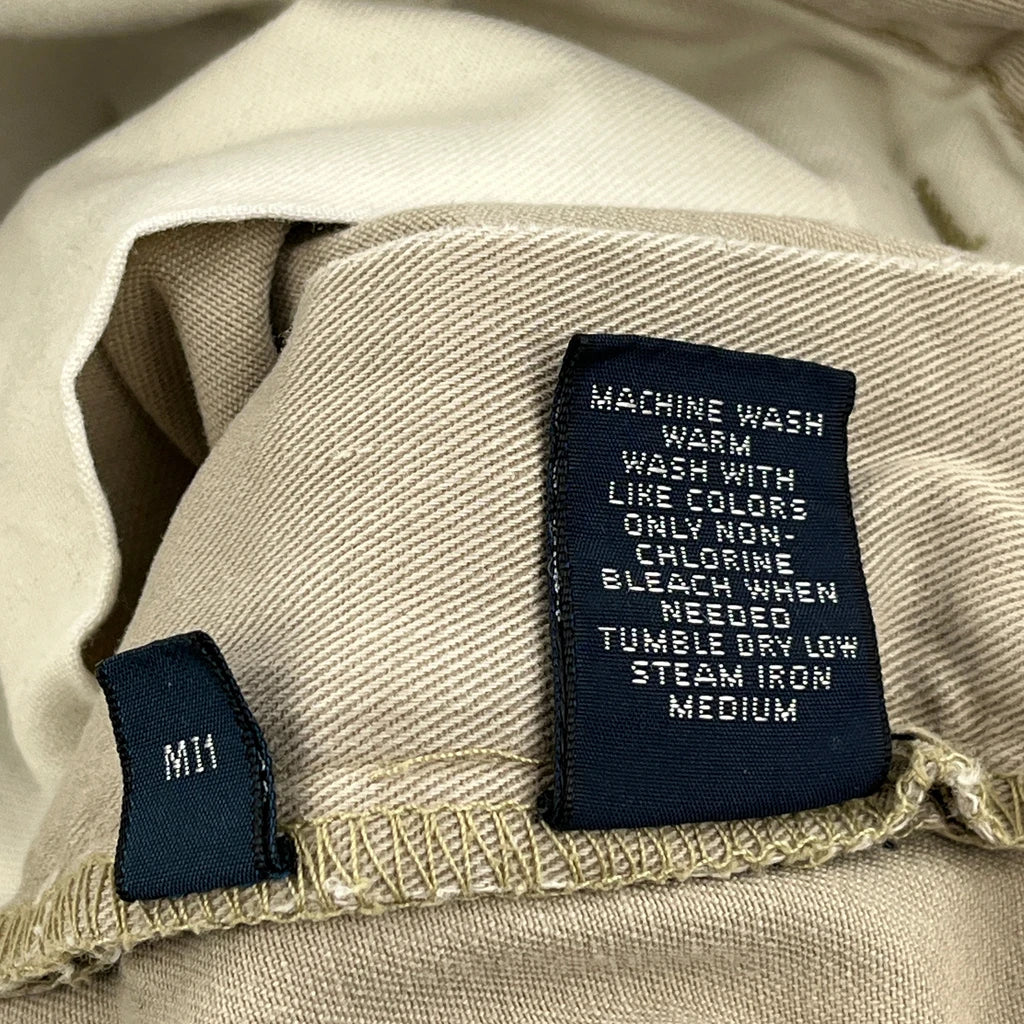 MACHINE WASH
WARM
WASH WITH
LIKE COLORS
ONLY NON-
CHLORINE
BLEACH WHEN
NEEDED
TUMBLE DRY LOW
STEAM IRON
MEDIUM
MI1